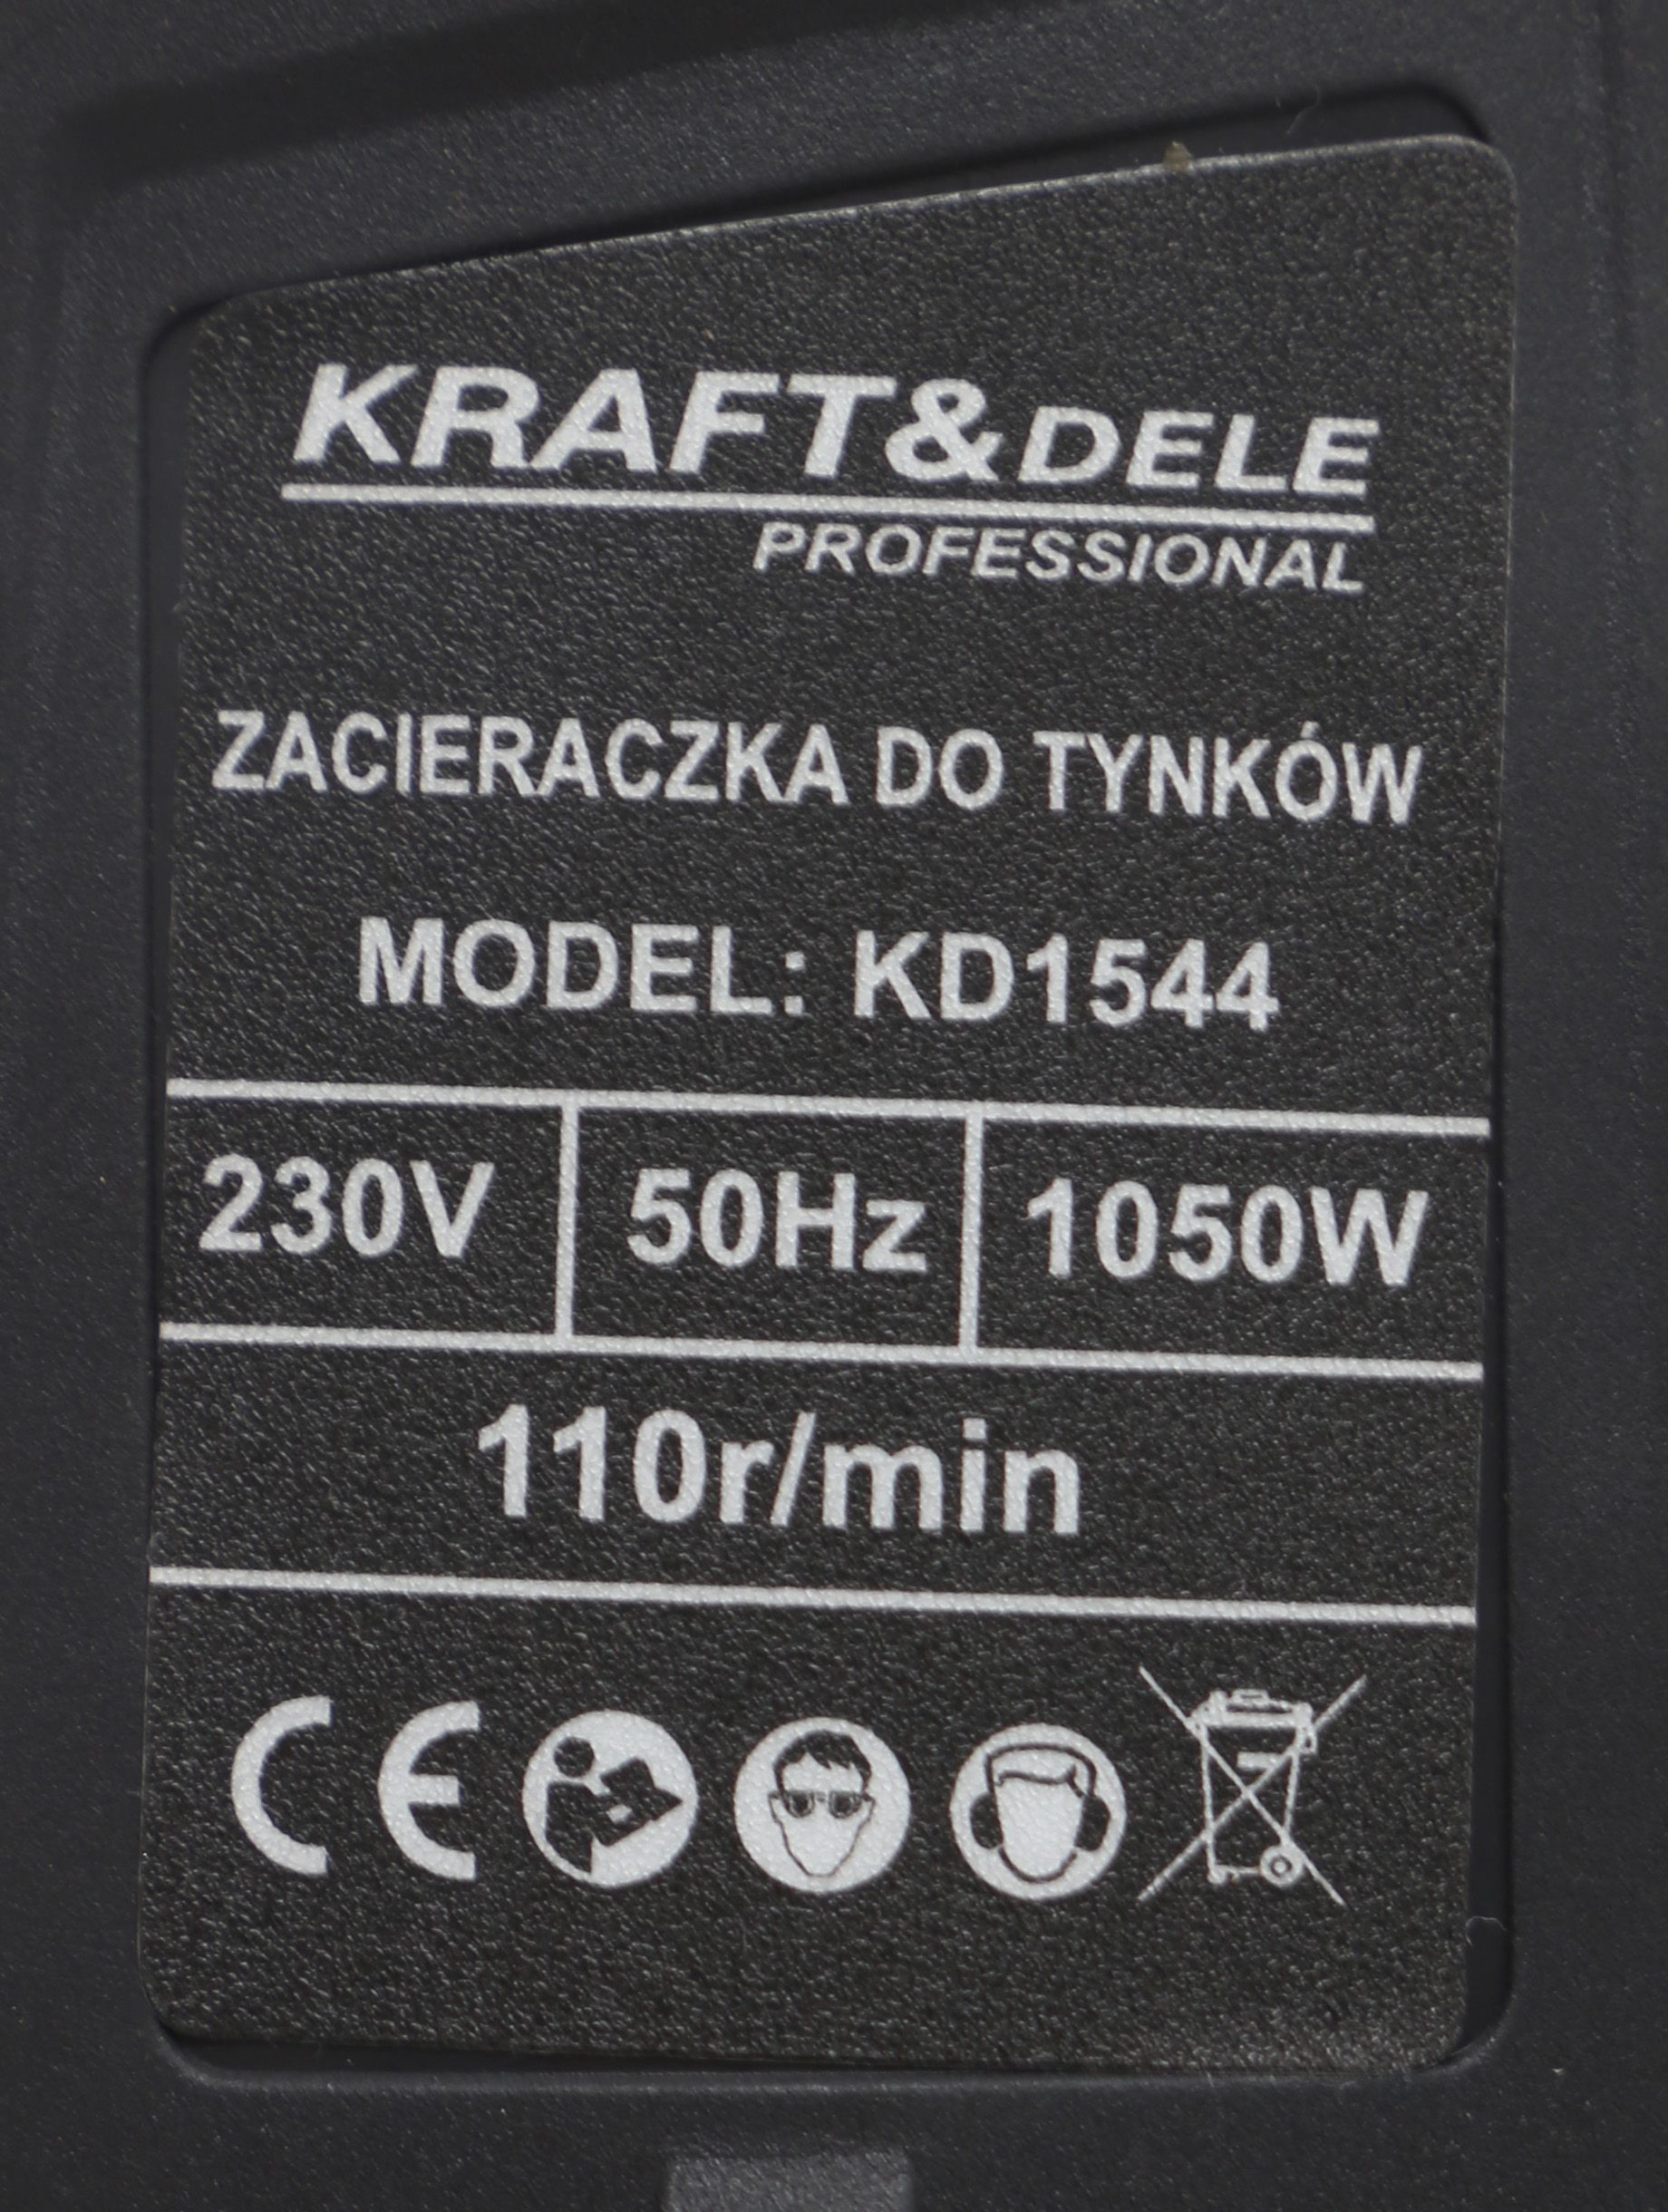 KRAFT&DELE
PROFESSIONAL
ZACIERACZKA DO TYNKÓW
MODEL: KD1544
230V 50Hz 1050W
110r/min
CE